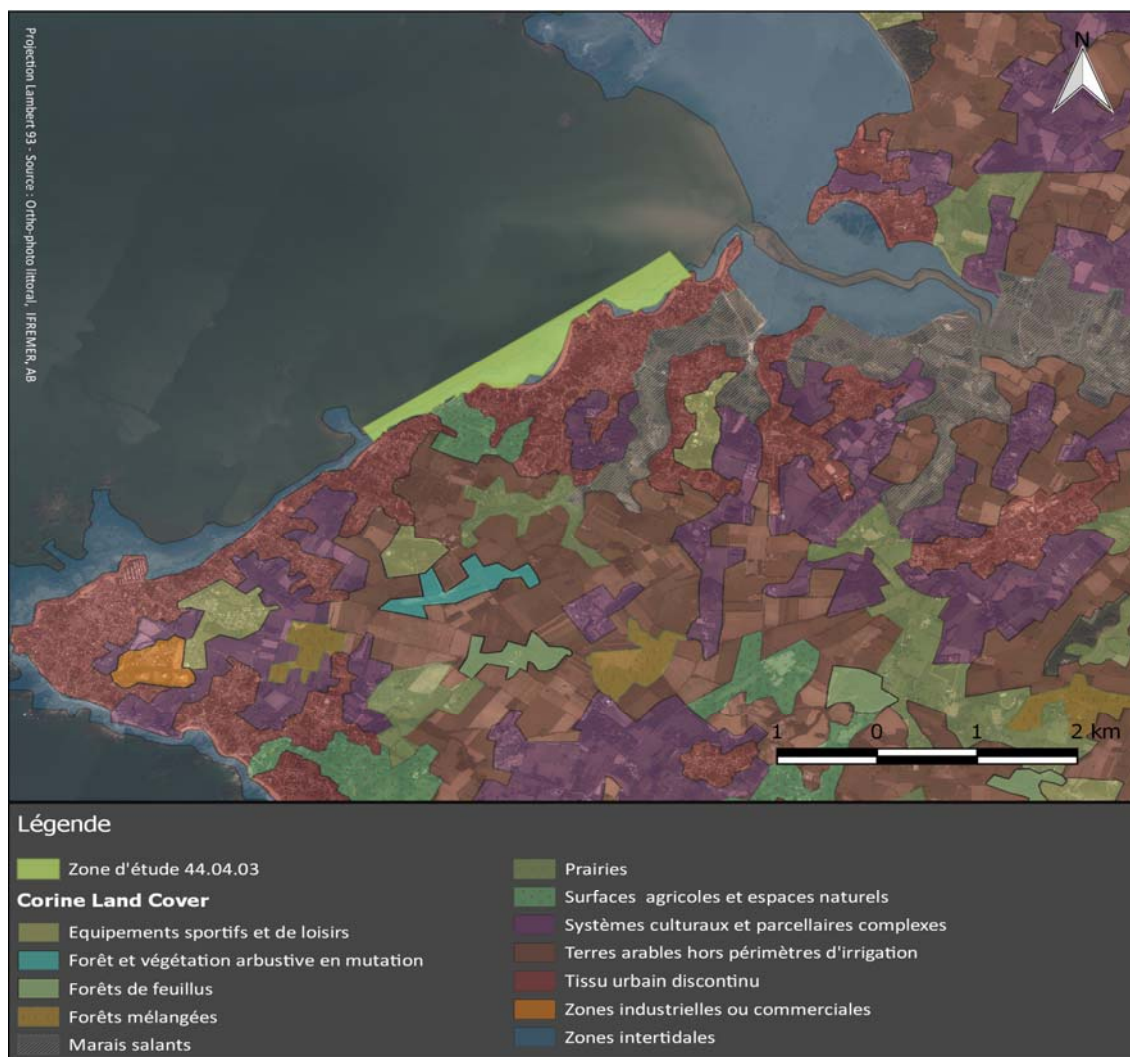 Projection Lambert 93 - Source : Ortho-photo littoral, IFREMER, AB
N
1 0 1 2 km
Légende
Zone d'étude 44.04.03
Corine Land Cover
Equipements sportifs et de loisirs
Forêt et végétation arbustive en mutation
Forêts de feuillus
Forêts mélangées
Marais salants
Prairies
Surfaces agricoles et espaces naturels
Systèmes culturaux et parcellaires complexes
Terres arables hors périmètres d'irrigation
Tissu urbain discontinu
Zones industrielles ou commerciales
Zones intertidales